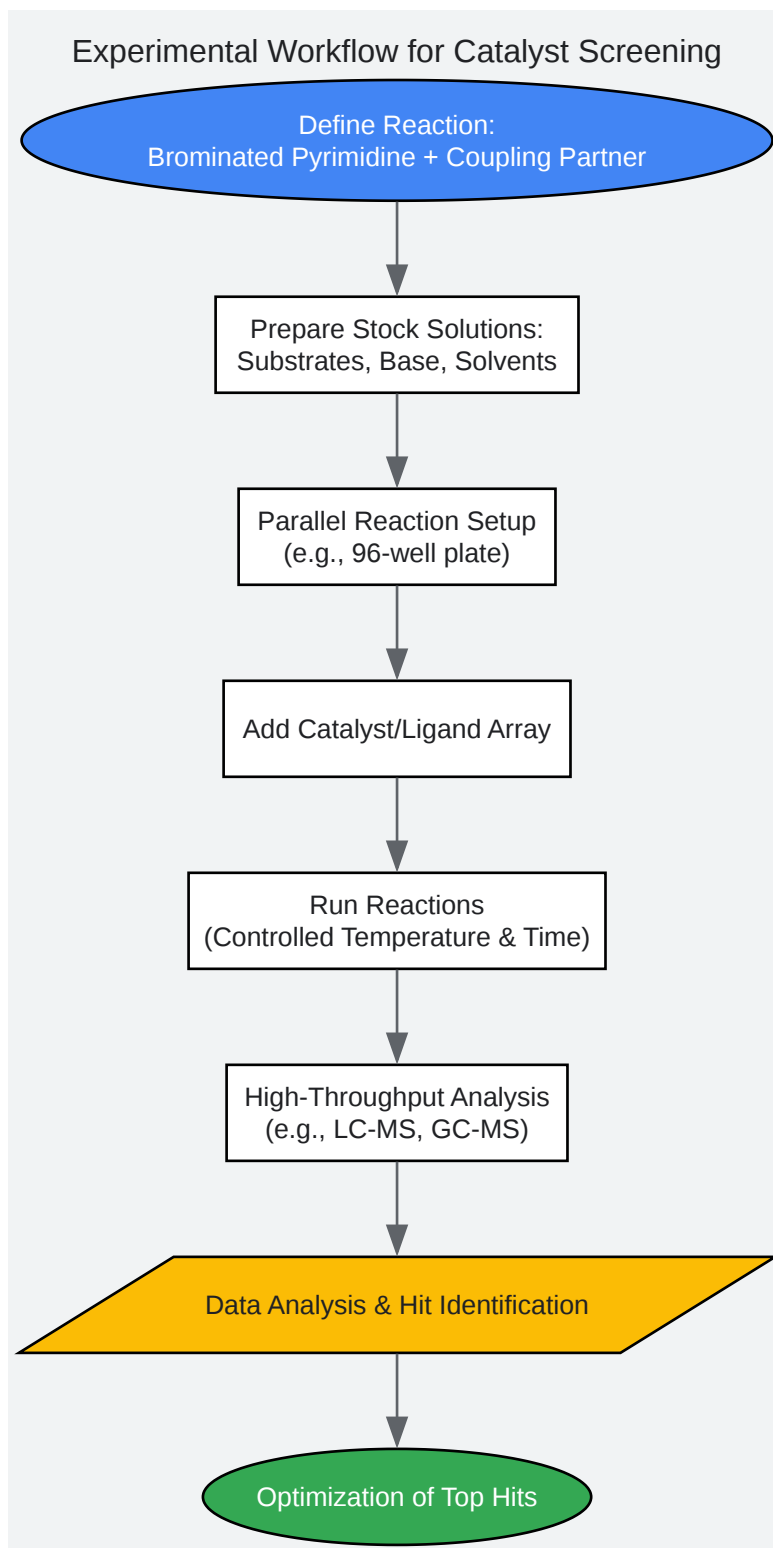 Experimental Workflow for Catalyst Screening
Define Reaction:
Brominated Pyrimidine + Coupling Partner
Prepare Stock Solutions:
Substrates, Base, Solvents
Parallel Reaction Setup
(e.g., 96-well plate)
Add Catalyst/Ligand Array
Run Reactions
(Controlled Temperature & Time)
High-Throughput Analysis
(e.g., LC-MS, GC-MS)
Data Analysis & Hit Identification
Optimization of Top Hits